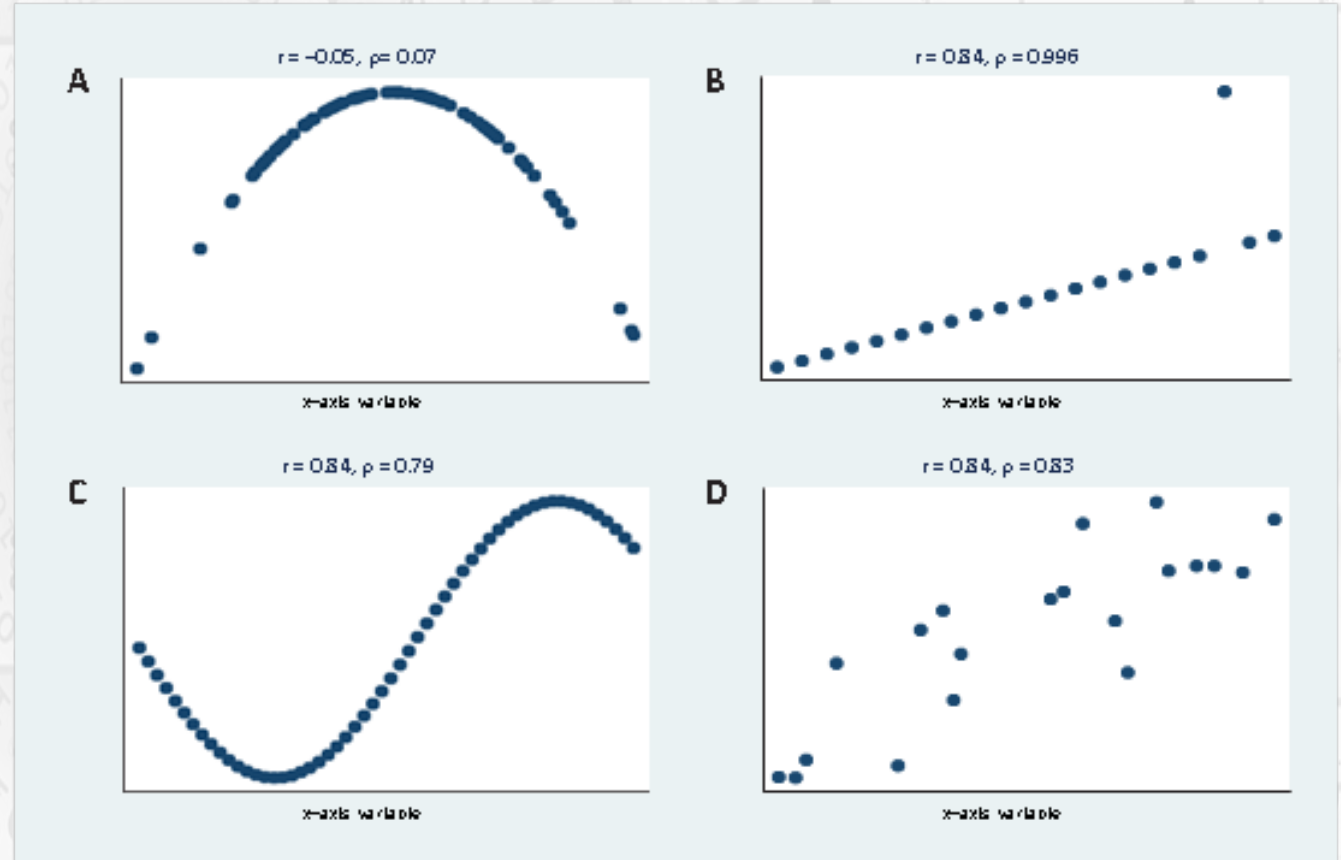 r = −0.05, ρ= 0.07
A
x-axis variable
r = 0.84, ρ = 0.996
B
x-axis variable
r = 0.84, ρ = 0.79
C
x-axis variable
r = 0.84, ρ = 0.83
D
x-axis variable